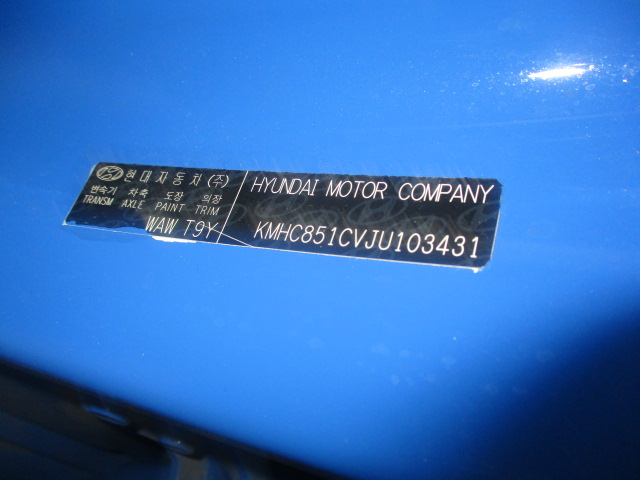 현대자동차 (주)
변속기 차축 도장 의장
TRANSM AXLE PAINT TRIM
WAW T9Y
HYUNDAI MOTOR COMPANY
KMHC851CVJU103431